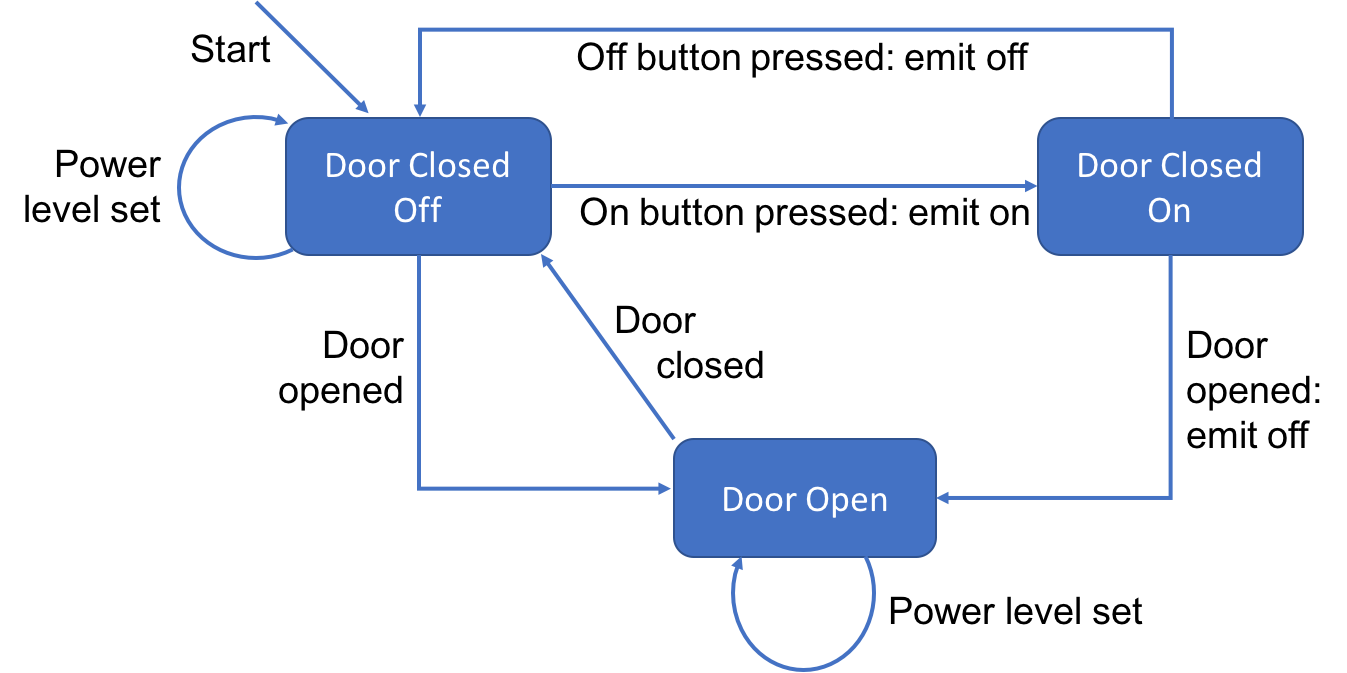 Start
Off button pressed: emit off
Power
level set
Door Closed
Off
On button pressed: emit on
Door Closed
On
Door
opened
Door
closed
Door
opened:
emit off
Door Open
Power level set